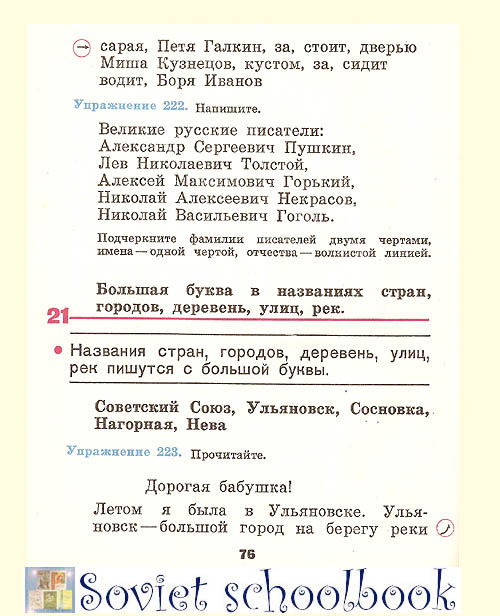 сарая, Петя Галкин, за, стоит, дверью
Миша Кузнецов, кустом, за, сидит
водит, Боря Иванов
Упражнение 222. Напишите.
Великие русские писатели:
Александр Сергеевич Пушкин,
Лев Николаевич Толстой,
Алексей Максимович Горький,
Николай Алексеевич Некрасов,
Николай Васильевич Гоголь.
Подчеркните фамилии писателей двумя чертами,
имена — одной чертой, отчества — волнистой линией.
Большая буква в названиях стран,
городов, деревень, улиц, рек.
21
• Названия стран, городов, деревень, улиц,
рек пишутся с большой буквы.
Советский Союз, Ульяновск, Сосновка,
Нагорная, Нева
Упражнение 223. Прочитайте.
Дорогая бабушка!
Летом я была в Ульяновске. Улья-
новск — большой город на берегу реки
76
Soviet schoolbook